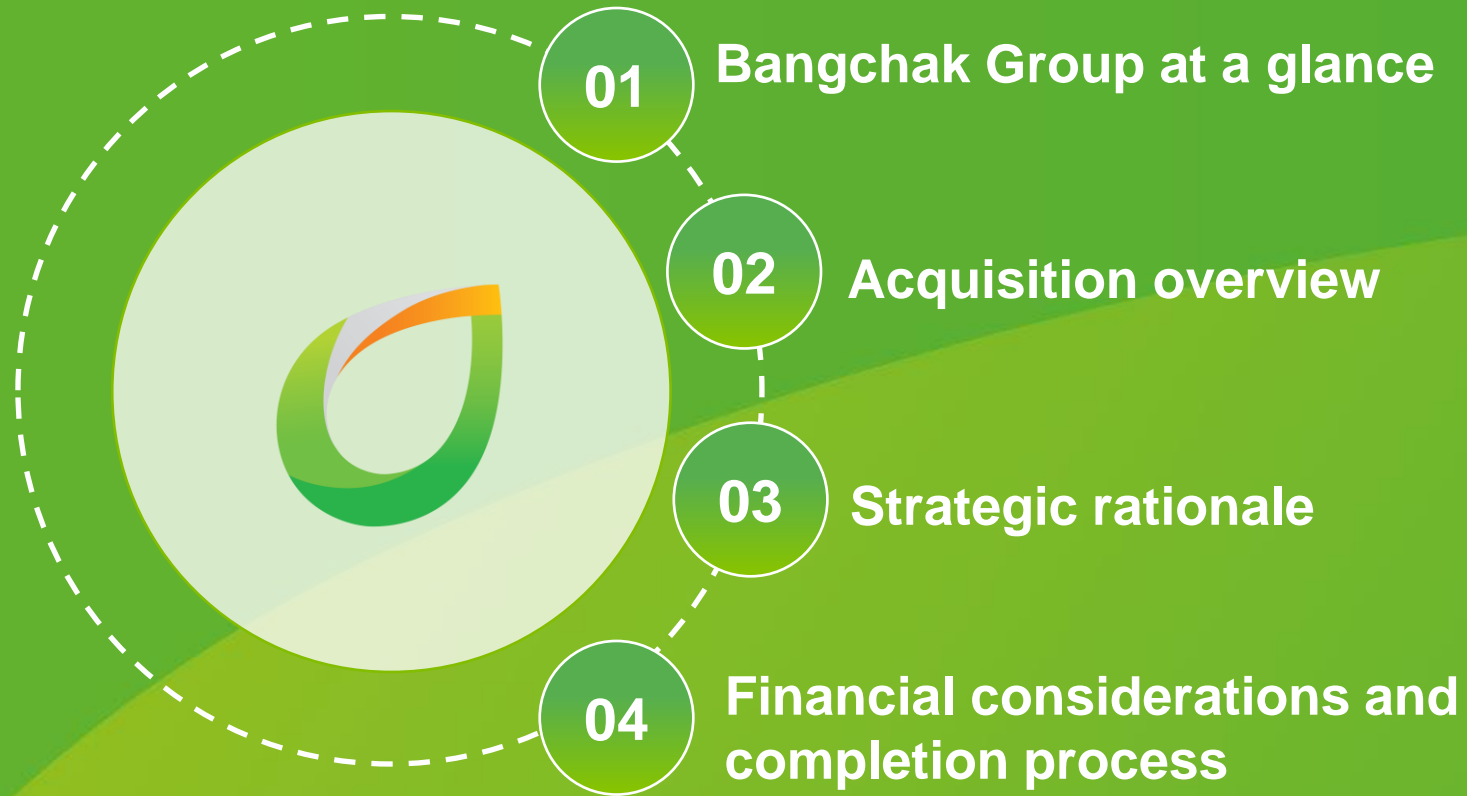 01
Bangchak Group at a glance
02
Acquisition overview
03
Strategic rationale
04
Financial considerations and
completion process